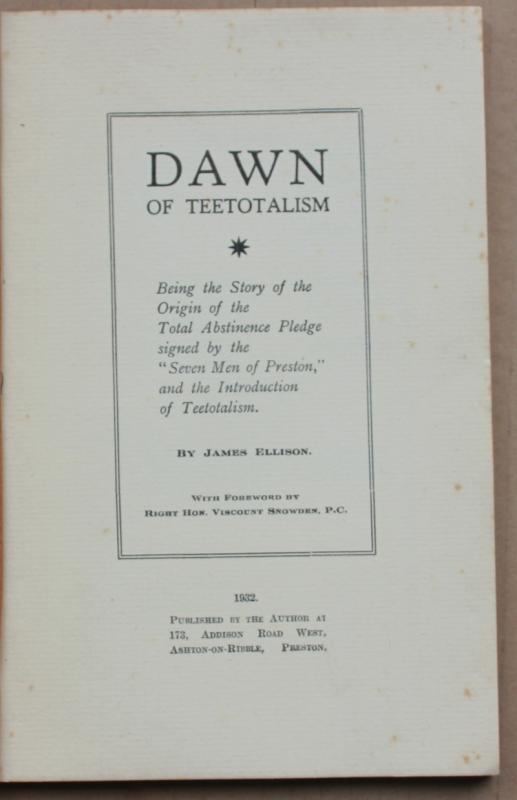 DAWN
OF TEETOTALISM
Being the Story of the
Origin of the
Total Abstinence Pledge
signed by the
"Seven Men of Preston,"
and the Introduction
of Teetotalism.
BY JAMES ELLISON.
WITH FOREWORD BY
RIGHT HON. VISCOUNT SNOWDEN, P.C.
1932.
PUBLISHED BY THE AUTHOR AT
173, ADDISON ROAD WEST,
ASHTON-ON-RIBBLE, PRESTON.